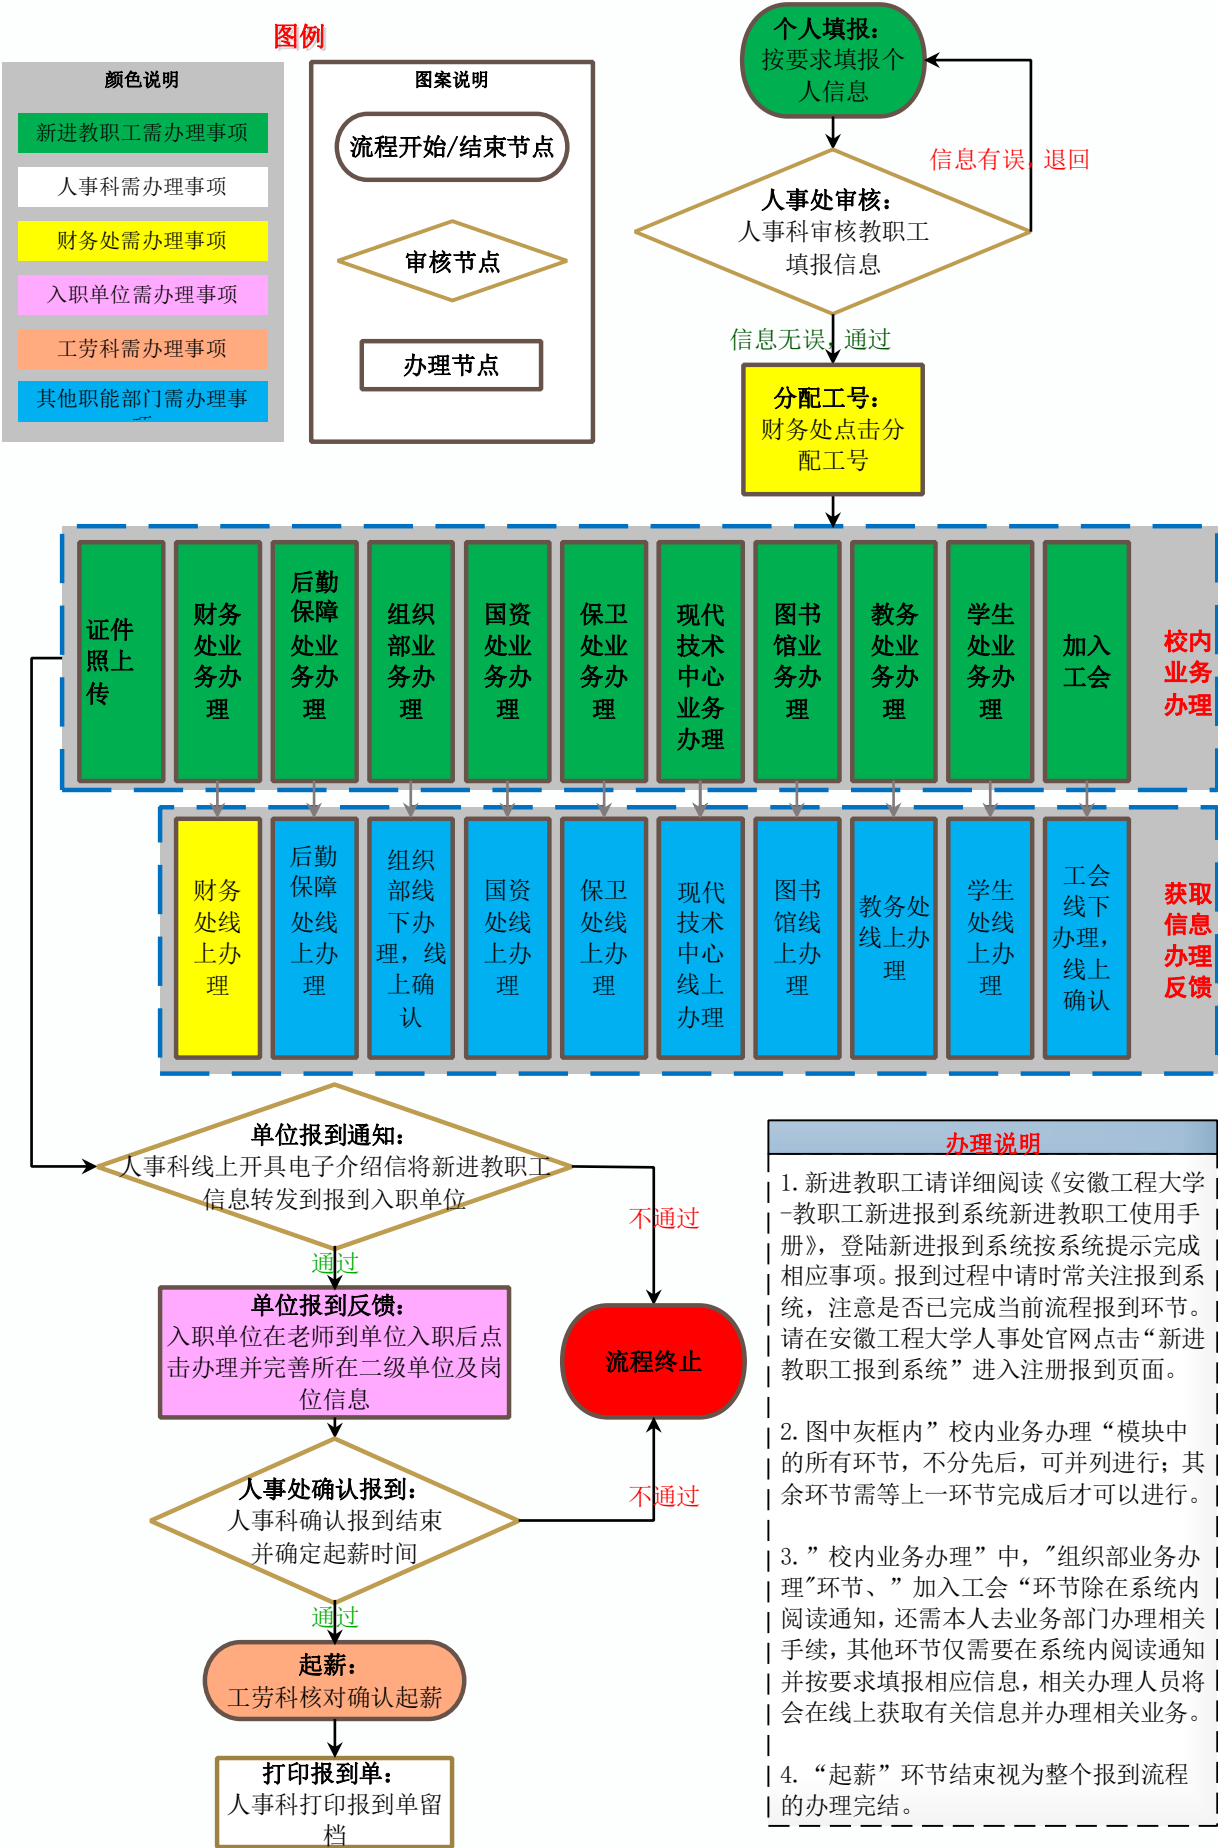 图例
颜色说明
新进教职工需办理事项
人事科需办理事项
财务处需办理事项
入职单位需办理事项
工劳科需办理事项
其他职能部门需办理事
图案说明
流程开始/结束节点
审核节点
办理节点
个人填报：
按要求填报个
人信息
信息有误，退回
人事处审核：
人事科审核教职工
填报信息
信息无误，通过
分配工号：
财务处点击分
配工号
证件
照上
传
财务
处业
务办
理
后勤
保障
处业
务办
理
组织
部业
务办
理
国资
处业
务办
理
保卫
处业
务办
理
现代
技术
中心
业务
办理
图书
馆业
务办
理
教务
处业
务办
理
学生
处业
务办
理
加入
工会
校内
业务
办理
财务
处线
上办
理
后勤
保障
处线
上办
理
组织
部线
下办
理，线
上确
认
国资
处线
上办
理
保卫
处线
上办
理
现代
技术
中心
线上
办理
图书
馆线
上办
理
教务处
线上办
理
学生
处线
上办
理
工会
线下
办理，
线上
确认
获取
信息
办理
反馈
单位报到通知：
人事科线上开具电子介绍信将新进教职工
信息转发到报到入职单位
不通过
通过
单位报到反馈：
入职单位在老师到单位入职后点
击办理并完善所在二级单位及岗
位信息
流程终止
人事处确认报到：
人事科确认报到结束
并确定起薪时间
不通过
通过
起薪：
工劳科核对确认起薪
打印报到单：
人事科打印报到单留
档
办理说明
1.新进教职工请详细阅读《安徽工程大学
-教职工新进报到系统新进教职工使用手
册》，登陆新进报到系统按系统提示完成
相应事项。报到过程中请时常关注报到系
统，注意是否已完成当前流程报到环节。
请在安徽工程大学人事处官网点击“新进
教职工报到系统”进入注册报到页面。
2.图中灰框内”校内业务办理“模块中
的所有环节，不分先后，可并列进行；其
余环节需等上一环节完成后才可以进行。
3.”校内业务办理”中，"组织部业务办
理"环节、”加入工会“环节除在系统内
阅读通知，还需本人去业务部门办理相关
手续，其他环节仅需要在系统内阅读通知
并按要求填报相应信息，相关办理人员将
会在线上获取有关信息并办理相关业务。
4.“起薪”环节结束视为整个报到流程
的办理完结。